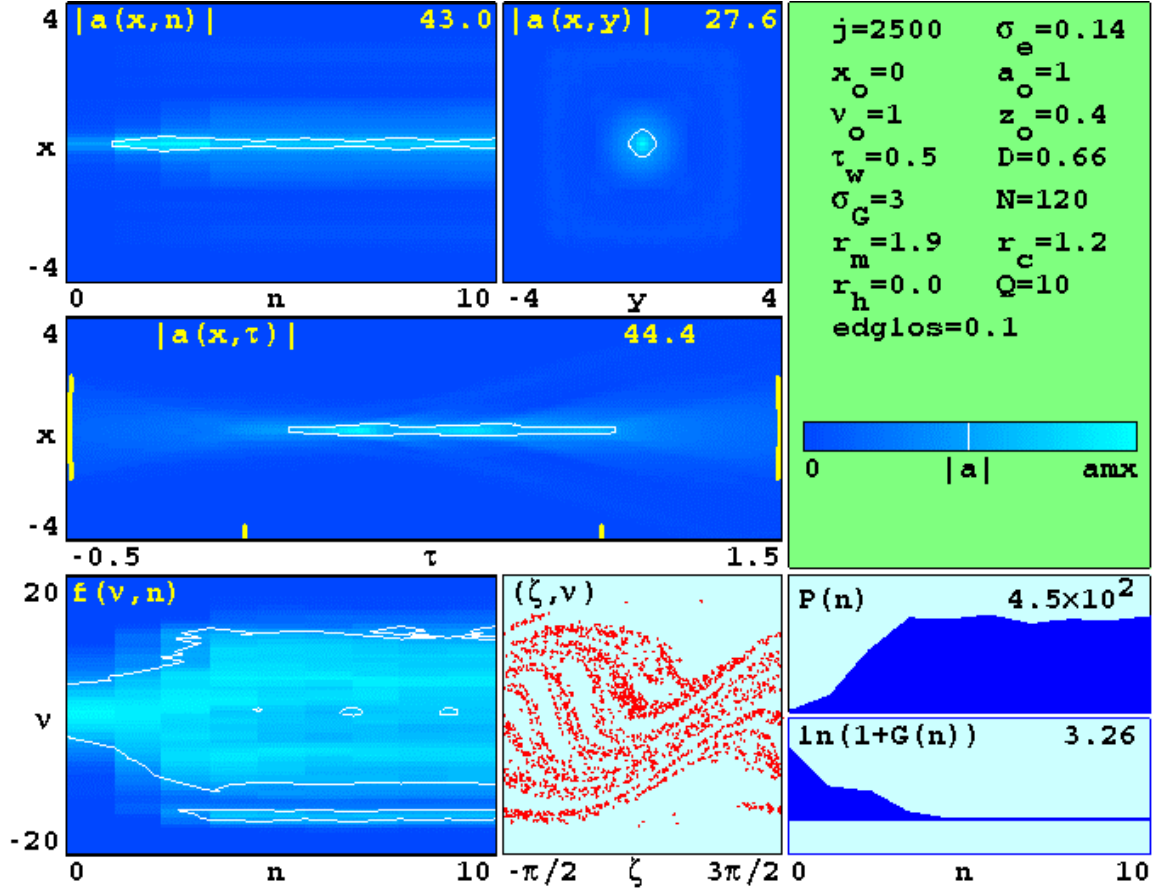 4 |a(x,n)| 43.0
x
-4
0 n 10
|a(x,y)| 27.6
-4 y 4
j=2500 σe=0.14
xo=0 ao=1
νo=1 zo=0.4
τw=0.5 D=0.66
σG=3 N=120
rm=1.9 rc=1.2
rh=0.0 Q=10
edglos=0.1
0 |a| amx
4 |a(x,τ)| 44.4
x
-4
-0.5 τ 1.5
20 f(ν,n)
ν
-20
0 n 10
(ζ,ν)
-π/2 ζ 3π/2
P(n) 4.5×10²
ln(1+G(n)) 3.26
0 n 10